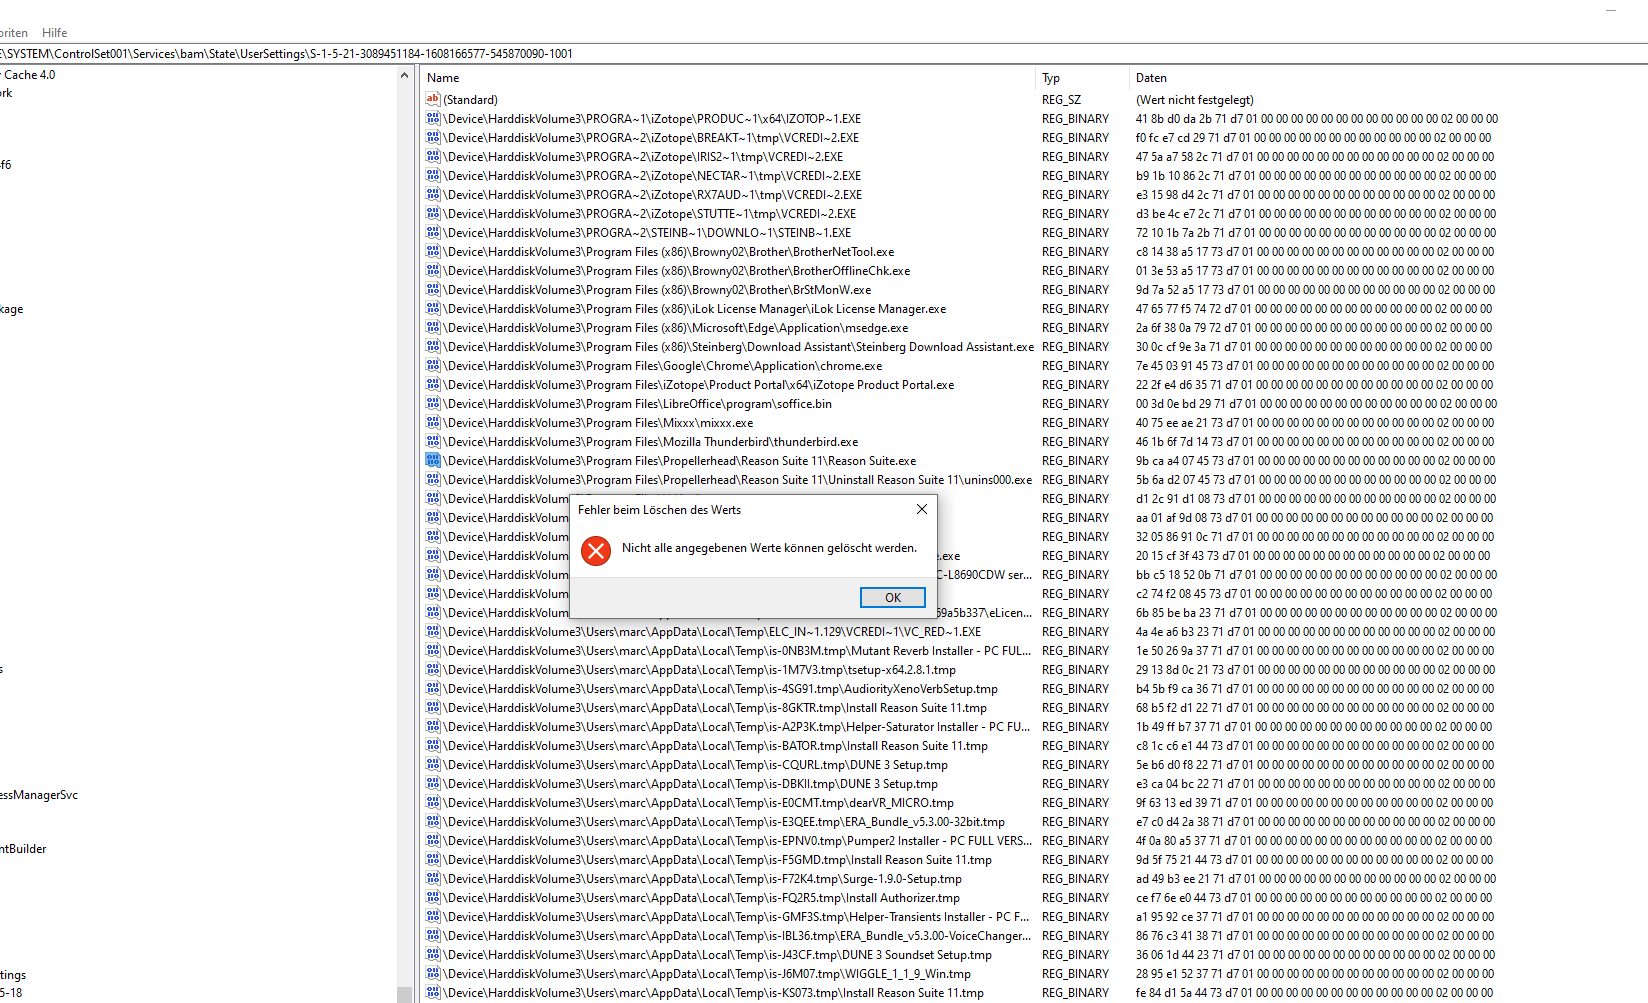 oriten Hilfe
E\SYSTEM\ControlSet001\Services\bam\State\UserSettings\S-1-5-21-3089451184-1608166577-545870090-1001
r Cache 4.0
ork
f6
kage
s
essManagerSvc
ntBuilder
tings
5-18
Name Typ Daten
(Standard) REG_SZ (Wert nicht festgelegt)
\Device\HarddiskVolume3\PROGRA~1\iZotope\PRODUC~1\x64\IZOTOP~1.EXE REG_BINARY 41 8b d0 da 2b 71 d7 01 00 00 00 00 00 00 00 00 00 00 00 00 02 00 00 00
\Device\HarddiskVolume3\PROGRA~2\iZotope\BREAKT~1\tmp\VCREDI~2.EXE REG_BINARY f0 fc e7 cd 29 71 d7 01 00 00 00 00 00 00 00 00 00 00 00 00 02 00 00 00
\Device\HarddiskVolume3\PROGRA~2\iZotope\IRIS2~1\tmp\VCREDI~2.EXE REG_BINARY 47 5a a7 58 2c 71 d7 01 00 00 00 00 00 00 00 00 00 00 00 00 02 00 00 00
\Device\HarddiskVolume3\PROGRA~2\iZotope\NECTAR~1\tmp\VCREDI~2.EXE REG_BINARY b9 1b 10 86 2c 71 d7 01 00 00 00 00 00 00 00 00 00 00 00 00 02 00 00 00
\Device\HarddiskVolume3\PROGRA~2\iZotope\RX7AUD~1\tmp\VCREDI~2.EXE REG_BINARY e3 15 98 d4 2c 71 d7 01 00 00 00 00 00 00 00 00 00 00 00 00 02 00 00 00
\Device\HarddiskVolume3\PROGRA~2\iZotope\STUTTE~1\tmp\VCREDI~2.EXE REG_BINARY d3 be 4c e7 2c 71 d7 01 00 00 00 00 00 00 00 00 00 00 00 00 02 00 00 00
\Device\HarddiskVolume3\PROGRA~2\STEINB~1\DOWNLO~1\STEINB~1.EXE REG_BINARY 72 10 1b 7a 2b 71 d7 01 00 00 00 00 00 00 00 00 00 00 00 00 02 00 00 00
\Device\HarddiskVolume3\Program Files (x86)\Browny02\Brother\BrotherNetTool.exe REG_BINARY c8 14 38 a5 17 73 d7 01 00 00 00 00 00 00 00 00 00 00 00 00 02 00 00 00
\Device\HarddiskVolume3\Program Files (x86)\Browny02\Brother\BrotherOfflineChk.exe REG_BINARY 01 3e 53 a5 17 73 d7 01 00 00 00 00 00 00 00 00 00 00 00 00 02 00 00 00
\Device\HarddiskVolume3\Program Files (x86)\Browny02\Brother\BrStMonW.exe REG_BINARY 9d 7a 52 a5 17 73 d7 01 00 00 00 00 00 00 00 00 00 00 00 00 02 00 00 00
\Device\HarddiskVolume3\Program Files (x86)\iLok License Manager\iLok License Manager.exe REG_BINARY 47 65 77 f5 74 72 d7 01 00 00 00 00 00 00 00 00 00 00 00 00 02 00 00 00
\Device\HarddiskVolume3\Program Files (x86)\Microsoft\Edge\Application\msedge.exe REG_BINARY 2a 6f 38 0a 79 72 d7 01 00 00 00 00 00 00 00 00 00 00 00 00 02 00 00 00
\Device\HarddiskVolume3\Program Files (x86)\Steinberg\Download Assistant\Steinberg Download Assistant.exe REG_BINARY 30 0c cf 9e 3a 71 d7 01 00 00 00 00 00 00 00 00 00 00 00 00 02 00 00 00
\Device\HarddiskVolume3\Program Files\Google\Chrome\Application\chrome.exe REG_BINARY 7e 45 03 91 45 73 d7 01 00 00 00 00 00 00 00 00 00 00 00 00 02 00 00 00
\Device\HarddiskVolume3\Program Files\iZotope\Product Portal\x64\iZotope Product Portal.exe REG_BINARY 22 2f e4 d6 35 71 d7 01 00 00 00 00 00 00 00 00 00 00 00 00 02 00 00 00
\Device\HarddiskVolume3\Program Files\LibreOffice\program\soffice.bin REG_BINARY 00 3d 0e bd 29 71 d7 01 00 00 00 00 00 00 00 00 00 00 00 00 02 00 00 00
\Device\HarddiskVolume3\Program Files\Mixxx\mixxx.exe REG_BINARY 40 75 ee ae 21 73 d7 01 00 00 00 00 00 00 00 00 00 00 00 00 02 00 00 00
\Device\HarddiskVolume3\Program Files\Mozilla Thunderbird\thunderbird.exe REG_BINARY 46 1b 6f 7d 14 73 d7 01 00 00 00 00 00 00 00 00 00 00 00 00 02 00 00 00
\Device\HarddiskVolume3\Program Files\Propellerhead\Reason Suite 11\Reason Suite.exe REG_BINARY 9b ca a4 07 45 73 d7 01 00 00 00 00 00 00 00 00 00 00 00 00 02 00 00 00
\Device\HarddiskVolume3\Program Files\Propellerhead\Reason Suite 11\Uninstall Reason Suite 11\unins000.exe REG_BINARY 5b 6a d2 07 45 73 d7 01 00 00 00 00 00 00 00 00 00 00 00 00 02 00 00 00
\Device\HarddiskVolum REG_BINARY d1 2c 91 d1 08 73 d7 01 00 00 00 00 00 00 00 00 00 00 00 00 02 00 00 00
\Device\HarddiskVolum REG_BINARY aa 01 af 9d 08 73 d7 01 00 00 00 00 00 00 00 00 00 00 00 00 02 00 00 00
\Device\HarddiskVolum REG_BINARY 32 05 86 91 0c 71 d7 01 00 00 00 00 00 00 00 00 00 00 00 00 02 00 00 00
\Device\HarddiskVolum e.exe REG_BINARY 20 15 cf 3f 43 73 d7 01 00 00 00 00 00 00 00 00 00 00 00 00 02 00 00 00
\Device\HarddiskVolum C-L8690CDW ser... REG_BINARY bb c5 18 52 0b 71 d7 01 00 00 00 00 00 00 00 00 00 00 00 00 02 00 00 00
\Device\HarddiskVolum REG_BINARY c2 74 f2 08 45 73 d7 01 00 00 00 00 00 00 00 00 00 00 00 00 02 00 00 00
\Device\HarddiskVolum 69a5b337\eLicen... REG_BINARY 6b 85 be ba 23 71 d7 01 00 00 00 00 00 00 00 00 00 00 00 00 02 00 00 00
\Device\HarddiskVolume3\Users\marc\AppData\Local\Temp\ELC_IN~1.129\VCREDI~1\VC_RED~1.EXE REG_BINARY 4a 4e a6 b3 23 71 d7 01 00 00 00 00 00 00 00 00 00 00 00 00 02 00 00 00
\Device\HarddiskVolume3\Users\marc\AppData\Local\Temp\is-0NB3M.tmp\Mutant Reverb Installer - PC FUL... REG_BINARY 1e 50 26 9a 37 71 d7 01 00 00 00 00 00 00 00 00 00 00 00 00 02 00 00 00
\Device\HarddiskVolume3\Users\marc\AppData\Local\Temp\is-1M7V3.tmp\tsetup-x64.2.8.1.tmp REG_BINARY 29 13 8d 0c 21 73 d7 01 00 00 00 00 00 00 00 00 00 00 00 00 02 00 00 00
\Device\HarddiskVolume3\Users\marc\AppData\Local\Temp\is-4SG91.tmp\AudiorityXenoVerbSetup.tmp REG_BINARY b4 5b f9 ca 36 71 d7 01 00 00 00 00 00 00 00 00 00 00 00 00 02 00 00 00
\Device\HarddiskVolume3\Users\marc\AppData\Local\Temp\is-8GKTR.tmp\Install Reason Suite 11.tmp REG_BINARY 68 b5 f2 d1 22 71 d7 01 00 00 00 00 00 00 00 00 00 00 00 00 02 00 00 00
\Device\HarddiskVolume3\Users\marc\AppData\Local\Temp\is-A2P3K.tmp\Helper-Saturator Installer - PC FU... REG_BINARY 1b 49 ff b7 37 71 d7 01 00 00 00 00 00 00 00 00 00 00 00 00 02 00 00 00
\Device\HarddiskVolume3\Users\marc\AppData\Local\Temp\is-BATOR.tmp\Install Reason Suite 11.tmp REG_BINARY c8 1c c6 e1 44 73 d7 01 00 00 00 00 00 00 00 00 00 00 00 00 02 00 00 00
\Device\HarddiskVolume3\Users\marc\AppData\Local\Temp\is-CQURL.tmp\DUNE 3 Setup.tmp REG_BINARY 5e b6 d0 f8 22 71 d7 01 00 00 00 00 00 00 00 00 00 00 00 00 02 00 00 00
\Device\HarddiskVolume3\Users\marc\AppData\Local\Temp\is-DBKII.tmp\DUNE 3 Setup.tmp REG_BINARY e3 ca 04 bc 22 71 d7 01 00 00 00 00 00 00 00 00 00 00 00 00 02 00 00 00
\Device\HarddiskVolume3\Users\marc\AppData\Local\Temp\is-E0CMT.tmp\dearVR_MICRO.tmp REG_BINARY 9f 63 13 ed 39 71 d7 01 00 00 00 00 00 00 00 00 00 00 00 00 02 00 00 00
\Device\HarddiskVolume3\Users\marc\AppData\Local\Temp\is-E3QEE.tmp\ERA_Bundle_v5.3.00-32bit.tmp REG_BINARY e7 c0 d4 2a 38 71 d7 01 00 00 00 00 00 00 00 00 00 00 00 00 02 00 00 00
\Device\HarddiskVolume3\Users\marc\AppData\Local\Temp\is-EPNV0.tmp\Pumper2 Installer - PC FULL VERS... REG_BINARY 4f 0a 80 a5 37 71 d7 01 00 00 00 00 00 00 00 00 00 00 00 00 02 00 00 00
\Device\HarddiskVolume3\Users\marc\AppData\Local\Temp\is-F5GMD.tmp\Install Reason Suite 11.tmp REG_BINARY 9d 5f 75 21 44 73 d7 01 00 00 00 00 00 00 00 00 00 00 00 00 02 00 00 00
\Device\HarddiskVolume3\Users\marc\AppData\Local\Temp\is-F72K4.tmp\Surge-1.9.0-Setup.tmp REG_BINARY ad 49 b3 ee 21 71 d7 01 00 00 00 00 00 00 00 00 00 00 00 00 02 00 00 00
\Device\HarddiskVolume3\Users\marc\AppData\Local\Temp\is-FQ2R5.tmp\Install Authorizer.tmp REG_BINARY ce f7 6e e0 44 73 d7 01 00 00 00 00 00 00 00 00 00 00 00 00 02 00 00 00
\Device\HarddiskVolume3\Users\marc\AppData\Local\Temp\is-GMF3S.tmp\Helper-Transients Installer - PC F... REG_BINARY a1 95 92 ce 37 71 d7 01 00 00 00 00 00 00 00 00 00 00 00 00 02 00 00 00
\Device\HarddiskVolume3\Users\marc\AppData\Local\Temp\is-IBL36.tmp\ERA_Bundle_v5.3.00-VoiceChanger... REG_BINARY 86 76 c3 41 38 71 d7 01 00 00 00 00 00 00 00 00 00 00 00 00 02 00 00 00
\Device\HarddiskVolume3\Users\marc\AppData\Local\Temp\is-J43CF.tmp\DUNE 3 Soundset Setup.tmp REG_BINARY 36 06 1d 44 23 71 d7 01 00 00 00 00 00 00 00 00 00 00 00 00 02 00 00 00
\Device\HarddiskVolume3\Users\marc\AppData\Local\Temp\is-J6M07.tmp\WIGGLE_1_1_9_Win.tmp REG_BINARY 28 95 e1 52 37 71 d7 01 00 00 00 00 00 00 00 00 00 00 00 00 02 00 00 00
\Device\HarddiskVolume3\Users\marc\AppData\Local\Temp\is-KS073.tmp\Install Reason Suite 11.tmp REG_BINARY fe 84 d1 5a 44 73 d7 01 00 00 00 00 00 00 00 00 00 00 00 00 02 00 00 00
Fehler beim Löschen des Werts
Nicht alle angegebenen Werte können gelöscht werden.
OK